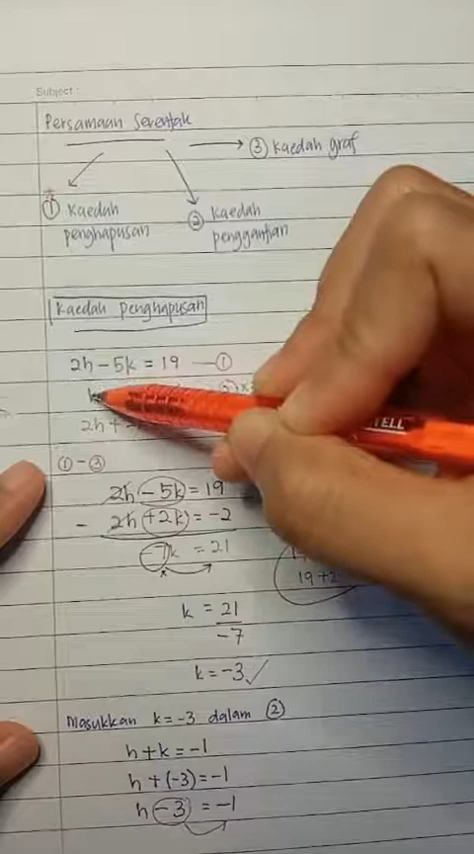 Subject :
Persamaan Serentak
③ Kaedah graf
① Kaedah penghapusan
② Kaedah penggantian
Kaedah Penghapusan
2h - 5k = 19 — ①
2h +
① - ③
2h - 5k = 19
- 2h + 2k = -2
-7k = 21
19 + 2
k = 21
-7
k = -3 ✓
Masukkan k = -3 dalam ②
h + k = -1
h + (-3) = -1
h - 3 = -1
TELL